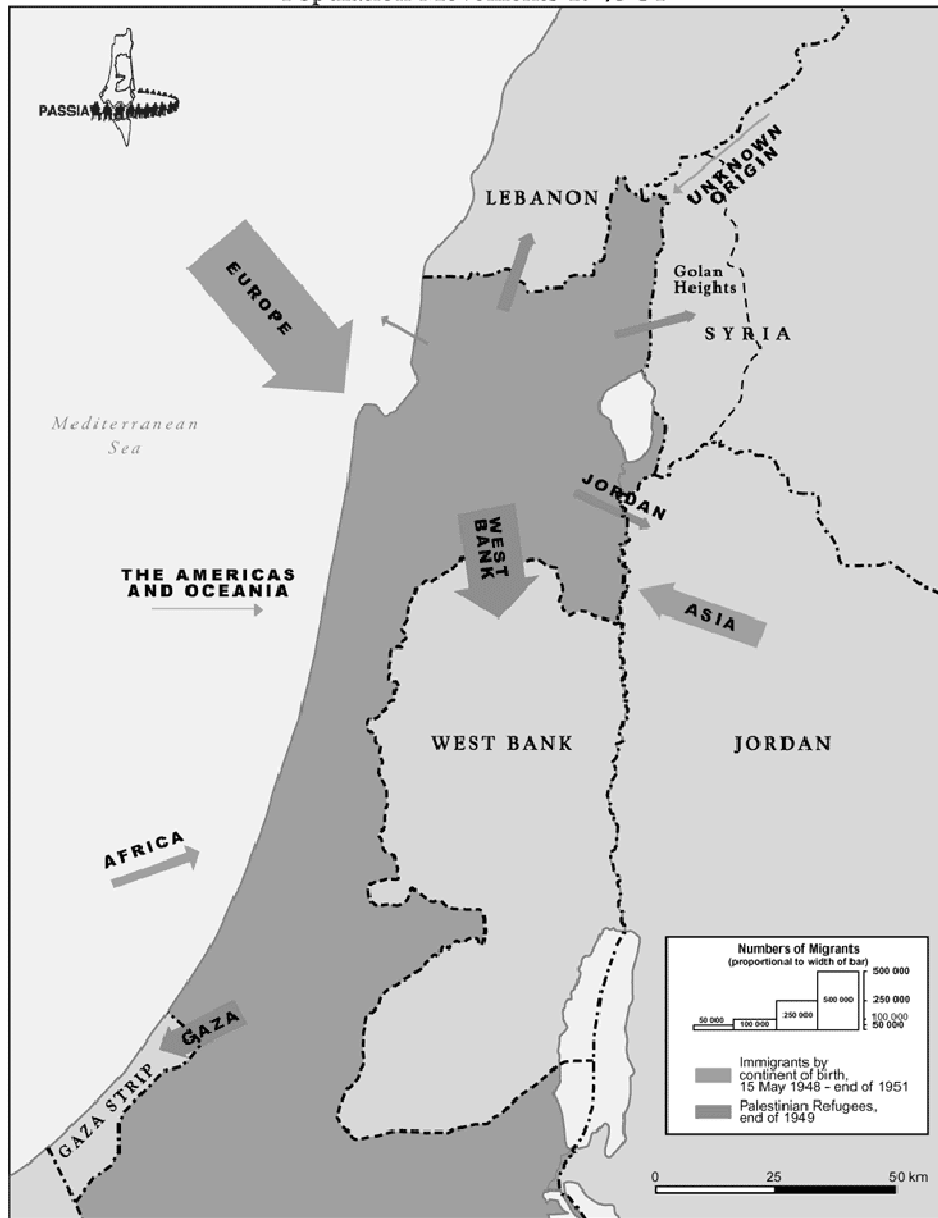 PASSIA
UNKNOWN
ORIGIN
LEBANON
EUROPE
Golan
Heights
SYRIA
Mediterranean
Sea
JORDAN
WEST
BANK
THE AMERICAS
AND OCEANIA
ASIA
WEST BANK
JORDAN
AFRICA
GAZA
GAZA STRIP
Numbers of Migrants
(proportional to width of bar)
500 000
250 000
100 000
50 000
50 000
100 000
250 000
500 000
Immigrants by
continent of birth,
15 May 1948 - end of 1951
Palestinian Refugees,
end of 1949
0 25 50 km